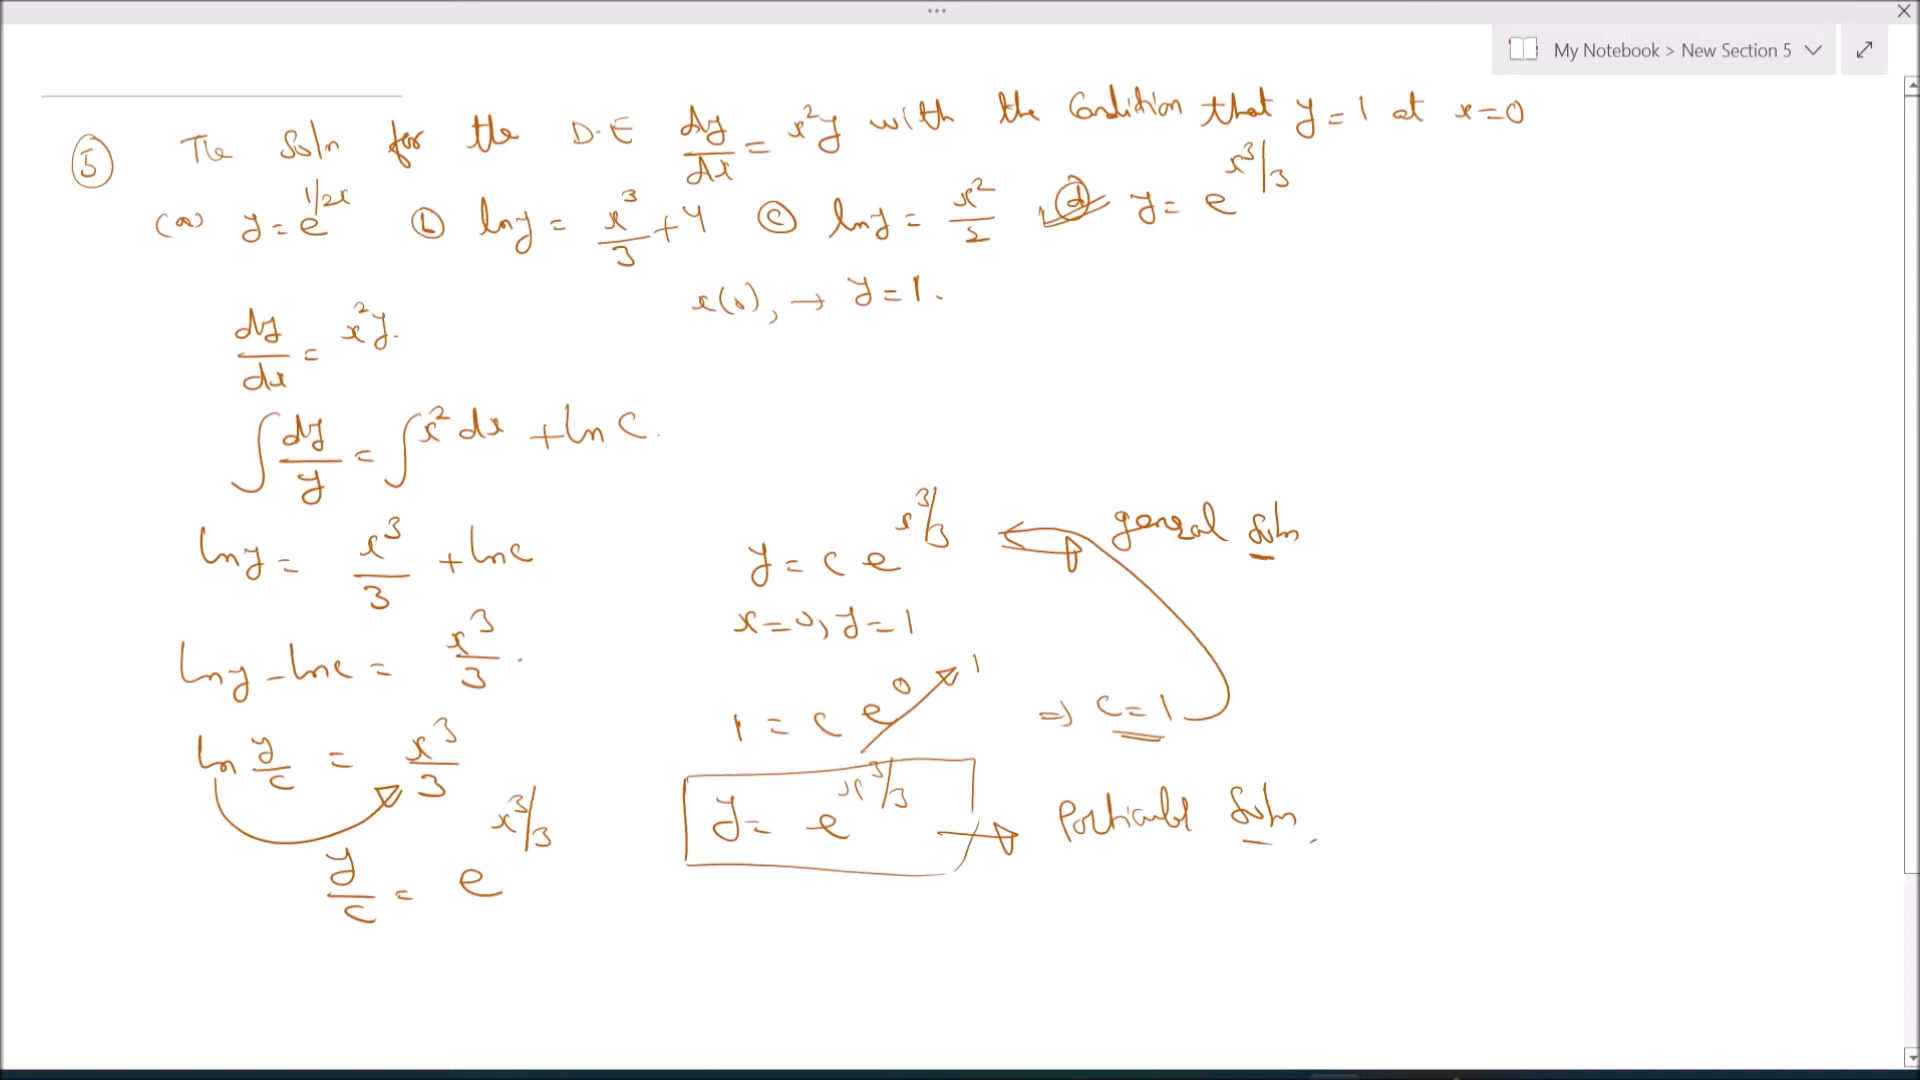 ...
My Notebook > New Section 5
⑤ The Soln for the D.E dy/dx = x²y with the Condition that y=1 at x=0
(a) y=e^(1/2x) ⓑ lny = x³/3 + 4 ⓒ lny = x²/2 ⓓ y = e^(x³/3)
x(0), → y=1.
dy/dx = x²y.
∫ dy/y = ∫ x² dx + ln c.
lny = x³/3 + lnc
lny - lnc = x³/3.
ln y/c = x³/3
y/c = e^(x³/3)
y = c e^(x³/3) ← general Soln
x=0, y=1
1 = c e⁰ → 1 ⇒ c=1
y = e^(x³/3) → Particular Soln.